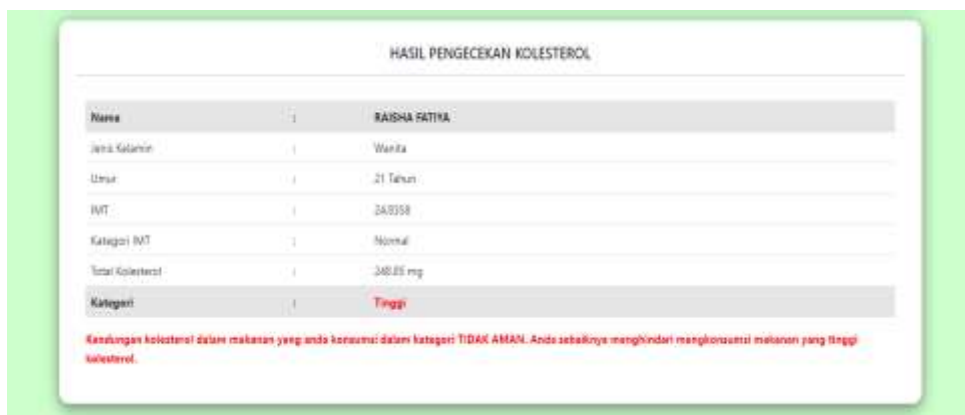 HASIL PENGECEKAN KOLESTEROL
Nama : RAISHA FATIYA
Jenis Kelamin : Wanita
Umur : 21 Tahun
IMT : 24.9358
Kategori IMT : Normal
Total Kolesterol : 248.85 mg
Kategori : Tinggi
Kandungan kolesterol dalam makanan yang anda konsumsi dalam kategori TIDAK AMAN. Anda sebaiknya menghindari mengkonsumsi makanan yang tinggi
kolesterol.